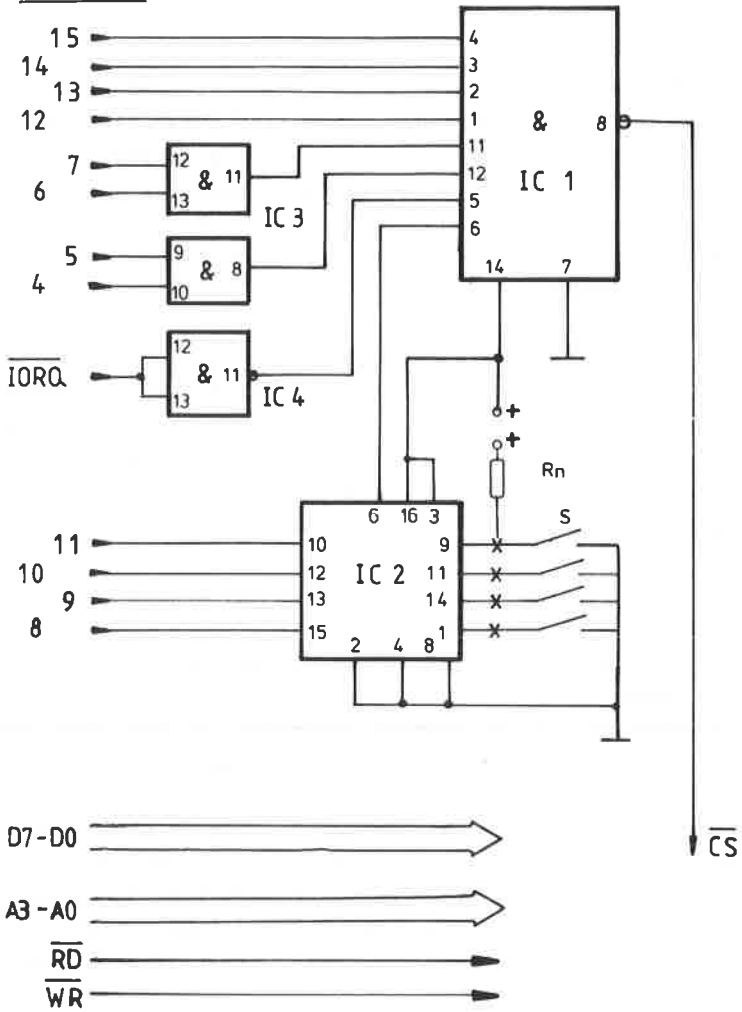 15 4
14 3
13 2
12 1 & 8
7 12 & 11 11 IC 1
6 13 IC 3 12
5 9 & 8 5
4 10 6
14 7
IORQ 12 & 11
13 IC 4
+
+
Rn
6 16 3 S
11 10 IC 2 9
10 12 11
9 13 14
8 15 1
2 4 8
D7-D0 CS
A3-A0
RD
WR